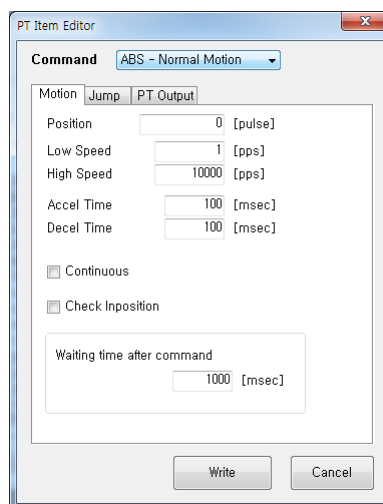 PT Item Editor
x
Command ABS - Normal Motion
Motion Jump PT Output
Position 0 [pulse]
Low Speed 1 [pps]
High Speed 10000 [pps]
Accel Time 100 [msec]
Decel Time 100 [msec]
Continuous
Check Inposition
Waiting time after command
1000 [msec]
Write Cancel